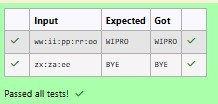 Input Expected Got
ww:ii:pp:rr:oo WIPRO WIPRO
zx:za:ee BYE BYE
Passed all tests!